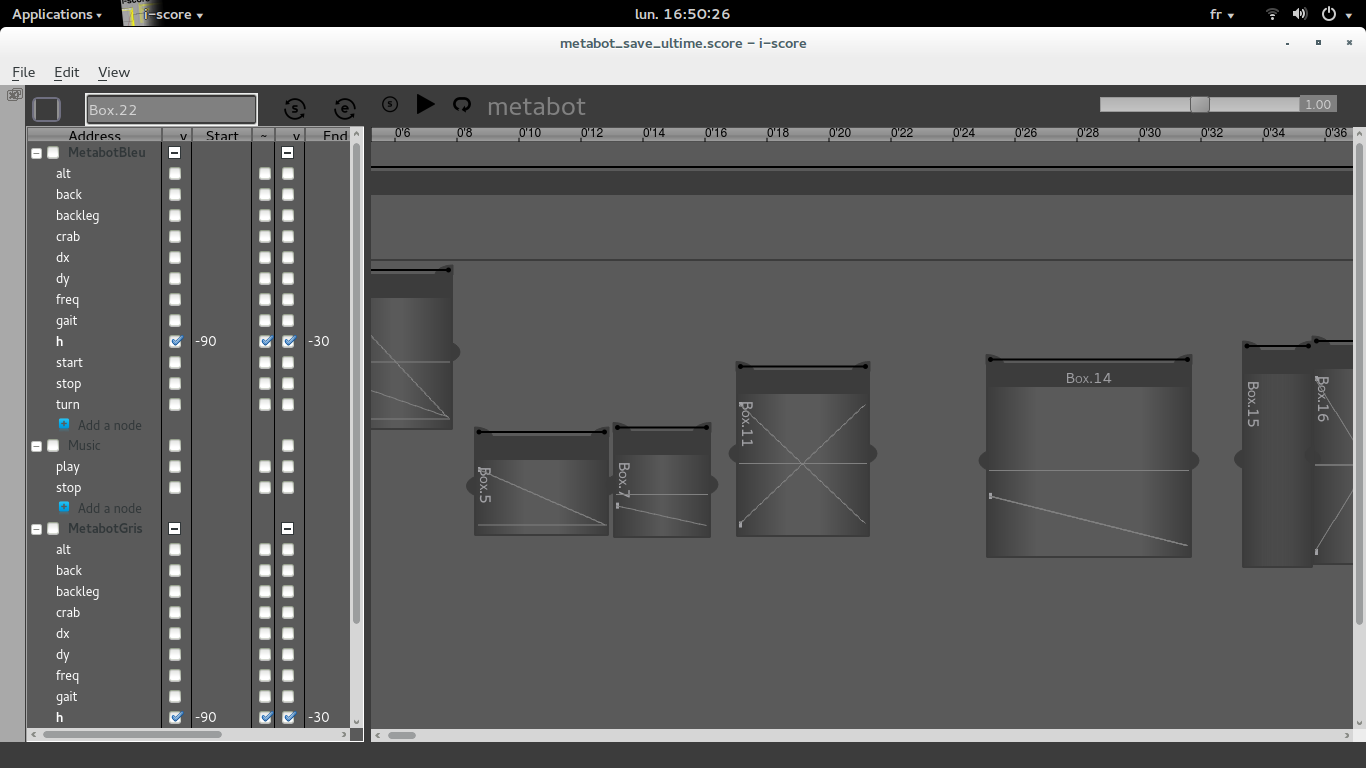 Applications i-score lun. 16:50:26 fr
metabot_save_ultime.score - i-score
File Edit View
Box.22 metabot 1.00
Address v Start ~ v End
0'6 0'8 0'10 0'12 0'14 0'16 0'18 0'20 0'22 0'24 0'26 0'28 0'30 0'32 0'34 0'36
MetabotBleu
alt
back
backleg
crab
dx
dy
freq
gait
h -90 -30
start
stop
turn
Add a node
Music
play
stop
Add a node
MetabotGris
alt
back
backleg
crab
dx
dy
freq
gait
h -90 -30
Box.5
Box.7
Box.11
Box.14
Box.15
Box.16